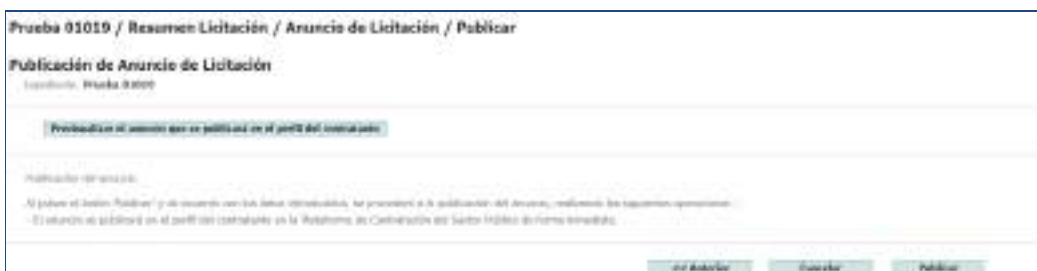 Prueba 01019 / Resumen Licitación / Anuncio de Licitación / Publicar
Publicación de Anuncio de Licitación
Expediente: Prueba 01019
Previsualizar el anuncio que se publicará en el perfil del contratante
Publicación del anuncio
Al pulsar el botón "Publicar" y de acuerdo con los datos introducidos, se procederá a la publicación del anuncio, realizando las siguientes operaciones:
- El anuncio se publicará en el perfil del contratante en la Plataforma de Contratación del Sector Público de forma inmediata.
<< Anterior Cancelar Publicar